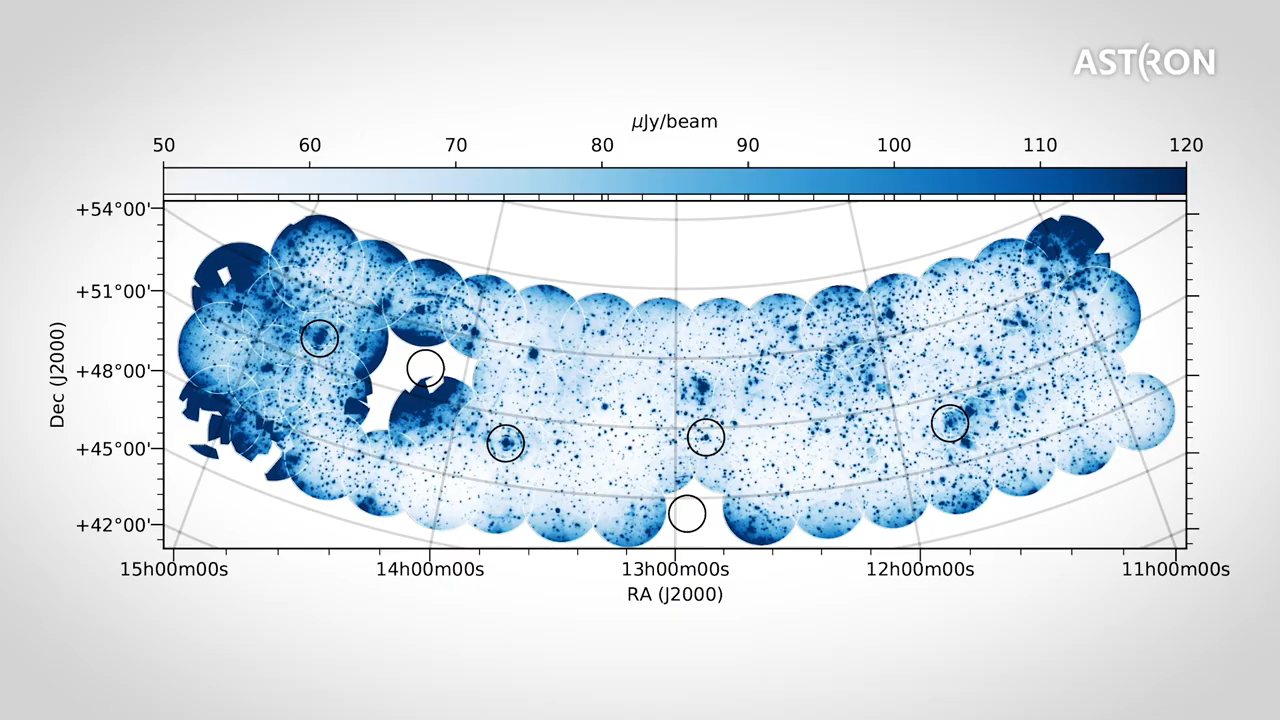 ASTRON
μJy/beam
50 60 70 80 90 100 110 120
+54°00'
+51°00'
+48°00'
+45°00'
+42°00'
Dec (J2000)
15h00m00s 14h00m00s 13h00m00s 12h00m00s 11h00m00s
RA (J2000)